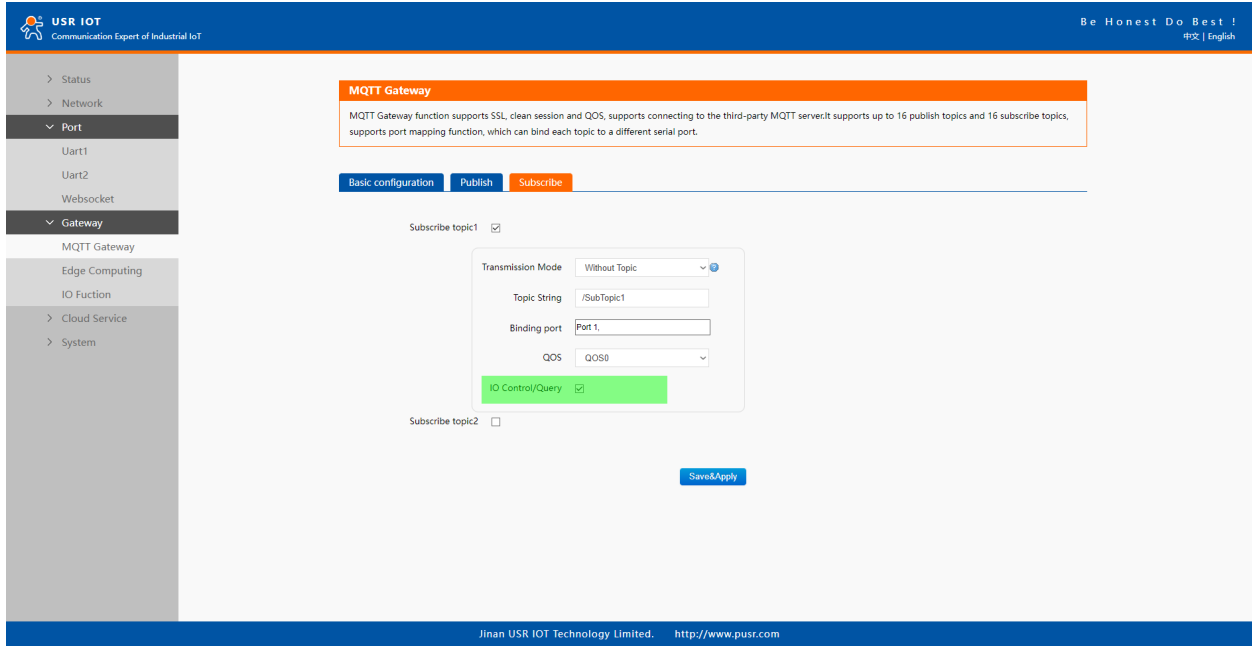 USR IOT
Communication Expert of Industrial IoT
Be Honest Do Best !
中文 | English
Status
Network
Port
Uart1
Uart2
Websocket
Gateway
MQTT Gateway
Edge Computing
IO Fuction
Cloud Service
System
MQTT Gateway
MQTT Gateway function supports SSL, clean session and QOS, supports connecting to the third-party MQTT server.It supports up to 16 publish topics and 16 subscribe topics,
supports port mapping function, which can bind each topic to a different serial port.
Basic configuration Publish Subscribe
Subscribe topic1
Transmission Mode Without Topic
Topic String /SubTopic1
Binding port Port 1,
QOS QOS0
IO Control/Query
Subscribe topic2
Save&Apply
Jinan USR IOT Technology Limited. http://www.pusr.com